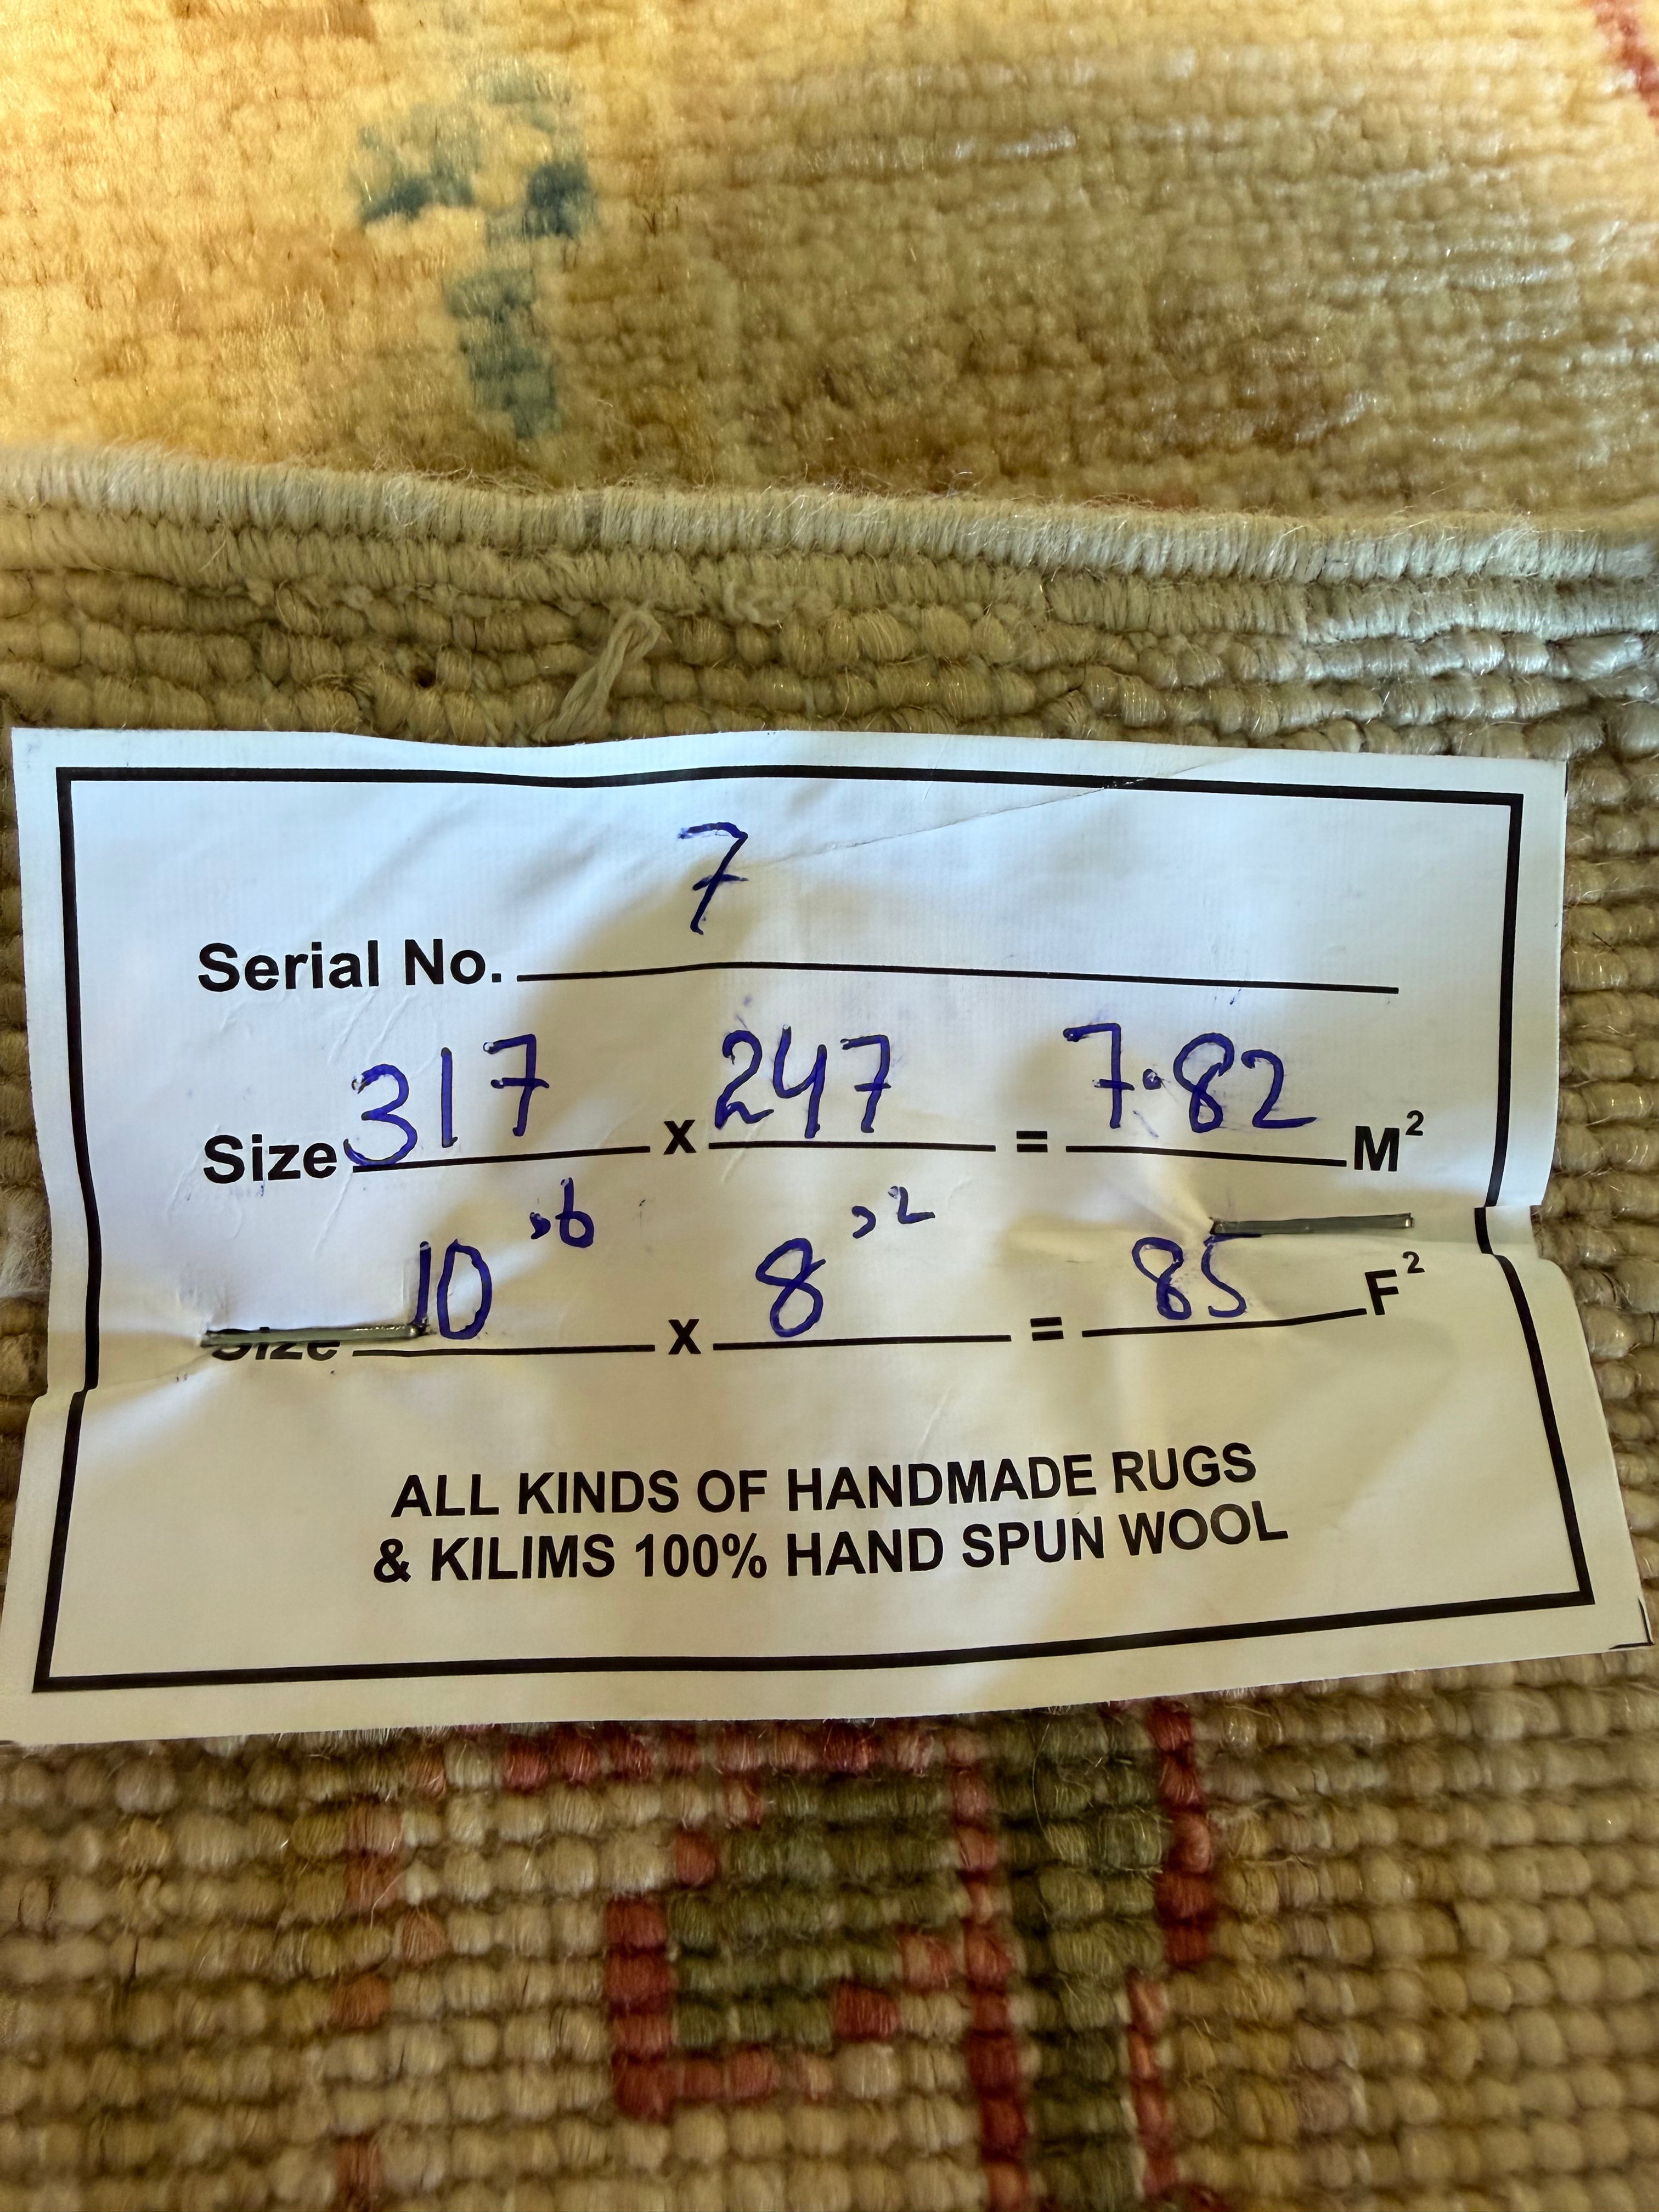 Serial No. 7
Size 317 x 247 = 7.82 M²
Size 10,6 x 8,2 = 85 F²
ALL KINDS OF HANDMADE RUGS
& KILIMS 100% HAND SPUN WOOL